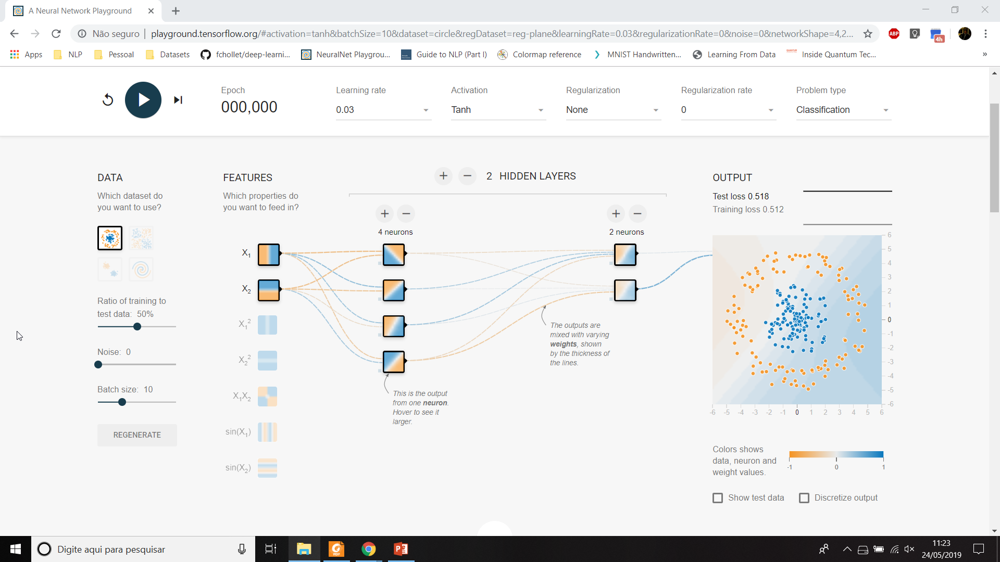 A Neural Network Playground
Não seguro
playground.tensorflow.org/#activation=tanh&batchSize=10&dataset=circle&regDataset=reg-plane&learningRate=0.03&regularizationRate=0&noise=0&networkShape=4,2...
ABP
4h
Apps
NLP
Pessoal
Datasets
fchollet/deep-learni...
NeuralNet Playgrou...
Guide to NLP (Part I)
Colormap reference
MNIST Handwritten...
Learning From Data
Inside Quantum Tec...
»
Epoch
000,000
Learning rate
0.03
Activation
Tanh
Regularization
None
Regularization rate
0
Problem type
Classification
DATA
Which dataset do
you want to use?
Ratio of training to
test data: 50%
Noise: 0
Batch size: 10
REGENERATE
FEATURES
Which properties do
you want to feed in?
X1
X2
X1²
X2²
X1X2
sin(X1)
sin(X2)
+ − 2 HIDDEN LAYERS
+ −
4 neurons
+ −
2 neurons
The outputs are
mixed with varying
weights, shown
by the thickness of
the lines.
This is the output
from one neuron.
Hover to see it
larger.
OUTPUT
Test loss 0.518
Training loss 0.512
6
5
4
3
2
1
0
-1
-2
-3
-4
-5
-6
-6 -5 -4 -3 -2 -1 0 1 2 3 4 5 6
Colors shows
data, neuron and
weight values.
-1 0 1
Show test data
Discretize output
Digite aqui para pesquisar
PDF
11:23
24/05/2019